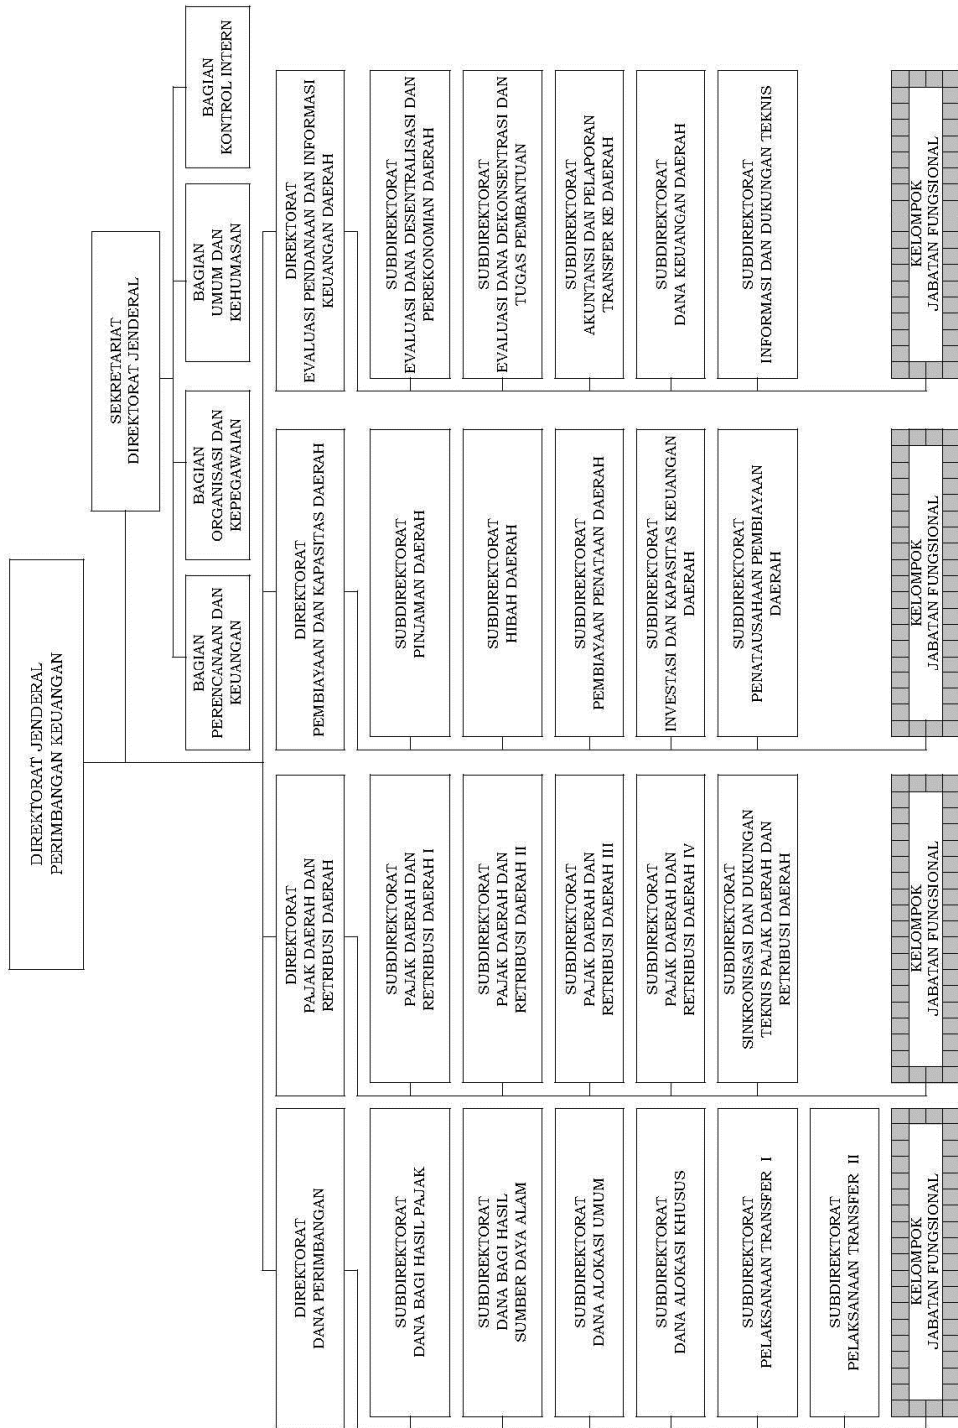 DIREKTORAT JENDERAL
PERIMBANGAN KEUANGAN
SEKRETARIAT
DIREKTORAT JENDERAL
BAGIAN
PERENCANAAN DAN
KEUANGAN
BAGIAN
ORGANISASI DAN
KEPEGAWAIAN
BAGIAN
UMUM DAN
KEHUMASAN
BAGIAN
KONTROL INTERN
DIREKTORAT
DANA PERIMBANGAN
SUBDIREKTORAT
DANA BAGI HASIL PAJAK
SUBDIREKTORAT
DANA BAGI HASIL
SUMBER DAYA ALAM
SUBDIREKTORAT
DANA ALOKASI UMUM
SUBDIREKTORAT
DANA ALOKASI KHUSUS
SUBDIREKTORAT
PELAKSANAAN TRANSFER I
SUBDIREKTORAT
PELAKSANAAN TRANSFER II
KELOMPOK
JABATAN FUNGSIONAL
DIREKTORAT
PAJAK DAERAH DAN
RETRIBUSI DAERAH
SUBDIREKTORAT
PAJAK DAERAH DAN
RETRIBUSI DAERAH I
SUBDIREKTORAT
PAJAK DAERAH DAN
RETRIBUSI DAERAH II
SUBDIREKTORAT
PAJAK DAERAH DAN
RETRIBUSI DAERAH III
SUBDIREKTORAT
PAJAK DAERAH DAN
RETRIBUSI DAERAH IV
SUBDIREKTORAT
SINKRONISASI DAN DUKUNGAN
TEKNIS PAJAK DAERAH DAN
RETRIBUSI DAERAH
KELOMPOK
JABATAN FUNGSIONAL
DIREKTORAT
PEMBIAYAAN DAN KAPASITAS DAERAH
SUBDIREKTORAT
PINJAMAN DAERAH
SUBDIREKTORAT
HIBAH DAERAH
SUBDIREKTORAT
PEMBIAYAAN PENATAAN DAERAH
SUBDIREKTORAT
INVESTASI DAN KAPASITAS KEUANGAN
DAERAH
SUBDIREKTORAT
PENATAUSAHAAN PEMBIAYAAN
DAERAH
KELOMPOK
JABATAN FUNGSIONAL
DIREKTORAT
EVALUASI PENDANAAN DAN INFORMASI
KEUANGAN DAERAH
SUBDIREKTORAT
EVALUASI DANA DESENTRALISASI DAN
PEREKONOMIAN DAERAH
SUBDIREKTORAT
EVALUASI DANA DEKONSENTRASI DAN
TUGAS PEMBANTUAN
SUBDIREKTORAT
AKUNTANSI DAN PELAPORAN
TRANSFER KE DAERAH
SUBDIREKTORAT
DANA KEUANGAN DAERAH
SUBDIREKTORAT
INFORMASI DAN DUKUNGAN TEKNIS
KELOMPOK
JABATAN FUNGSIONAL